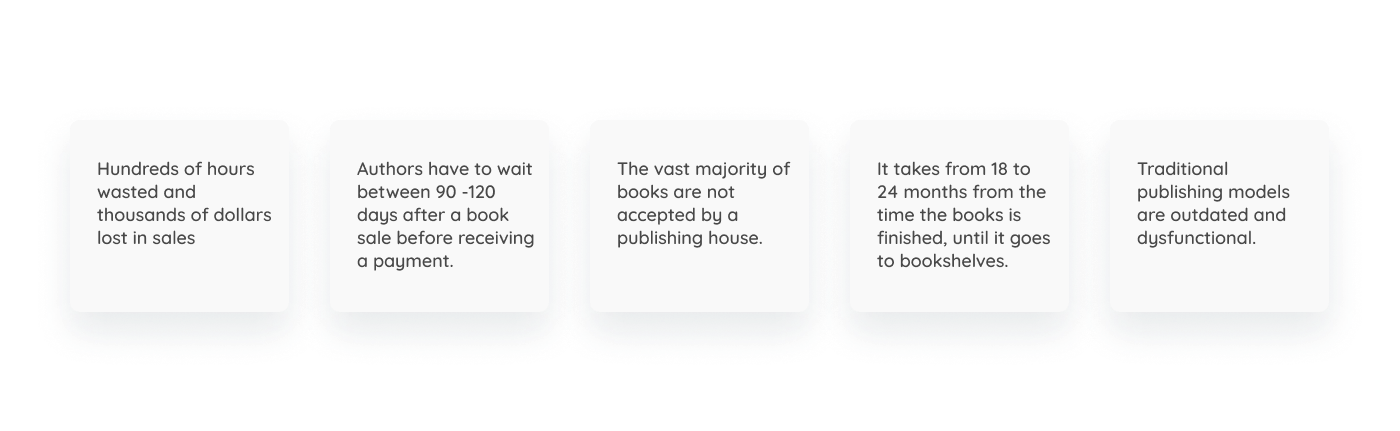 Hundreds of hours
wasted and
thousands of dollars
lost in sales
Authors have to wait
between 90 -120
days after a book
sale before receiving
a payment.
The vast majority of
books are not
accepted by a
publishing house.
It takes from 18 to
24 months from the
time the books is
finished, until it goes
to bookshelves.
Traditional
publishing models
are outdated and
dysfunctional.